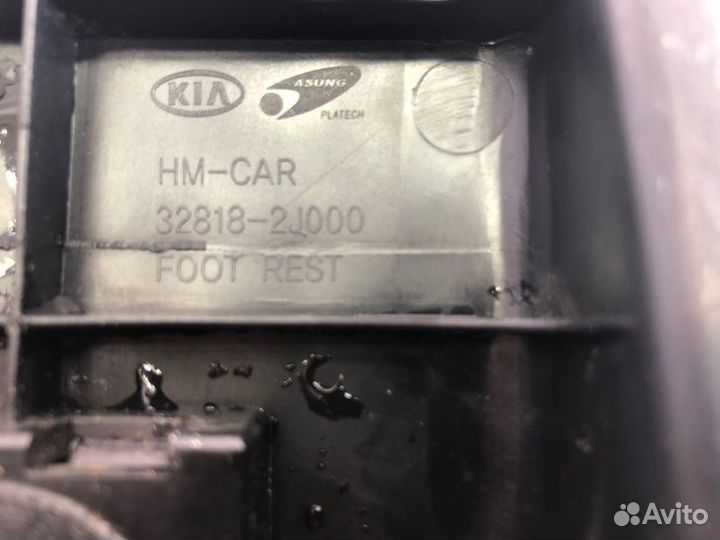 KIA ASUNG
PLATECH
HM-CAR
32818-2J000
FOOT REST
Avito